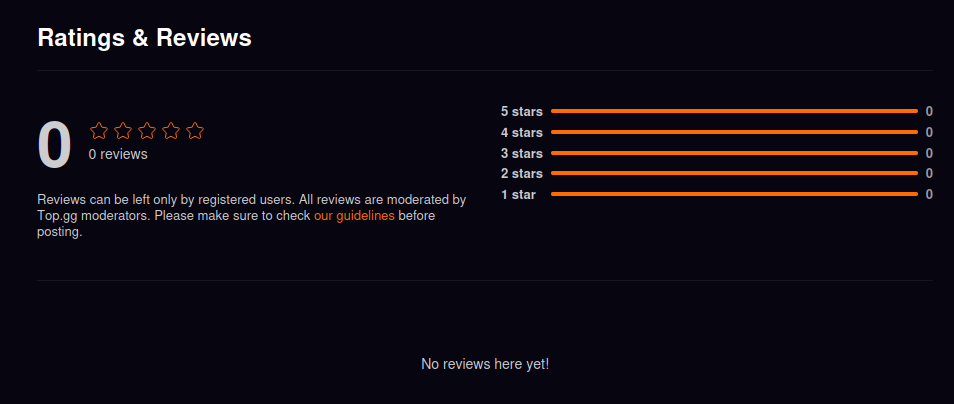 Ratings & Reviews
0
0 reviews
Reviews can be left only by registered users. All reviews are moderated by
Top.gg moderators. Please make sure to check our guidelines before
posting.
5 stars 0
4 stars 0
3 stars 0
2 stars 0
1 star 0
No reviews here yet!